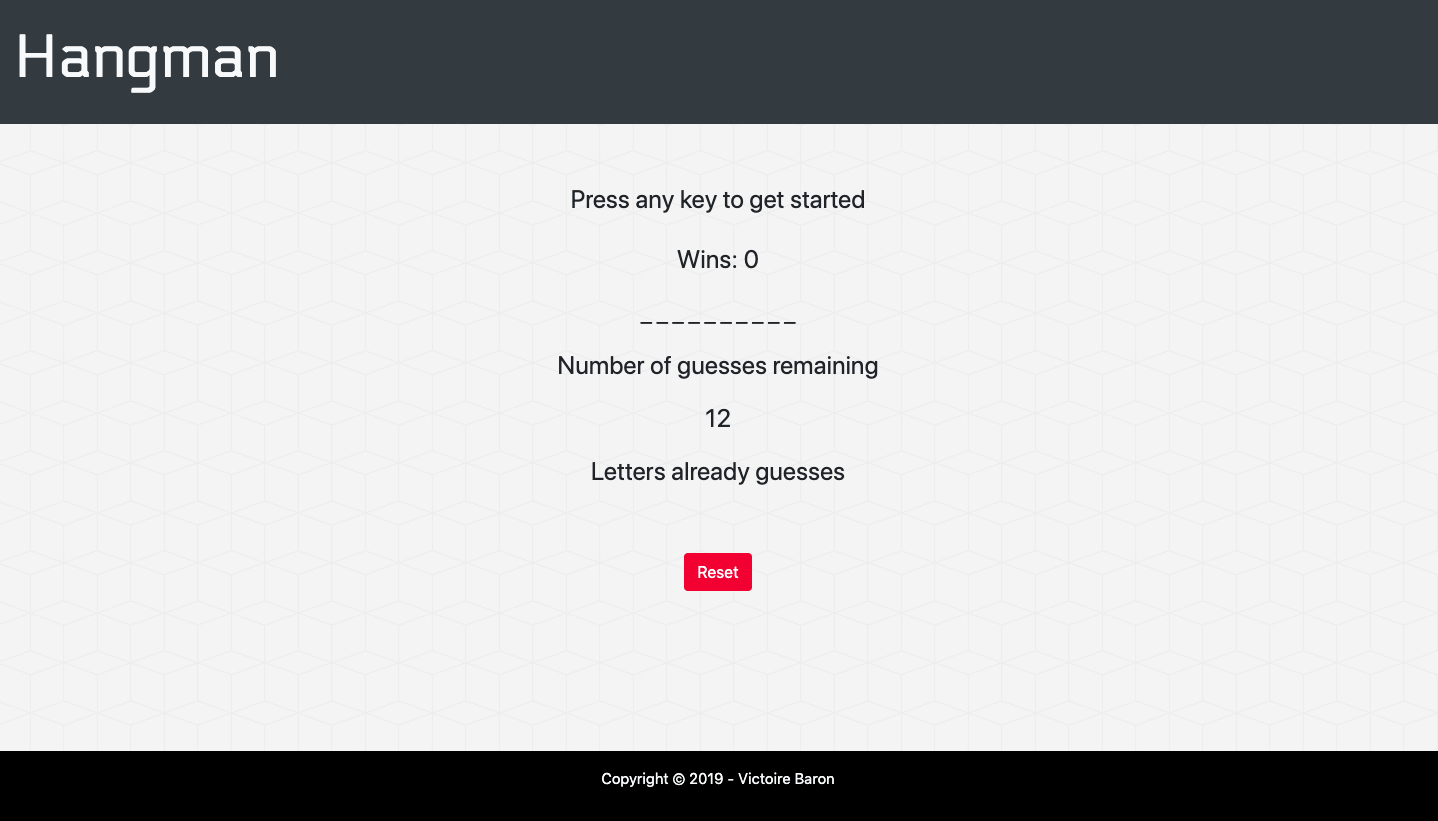 Hangman
Press any key to get started
Wins: 0
_ _ _ _ _ _ _ _ _ _
Number of guesses remaining
12
Letters already guesses
Reset
Copyright © 2019 - Victoire Baron